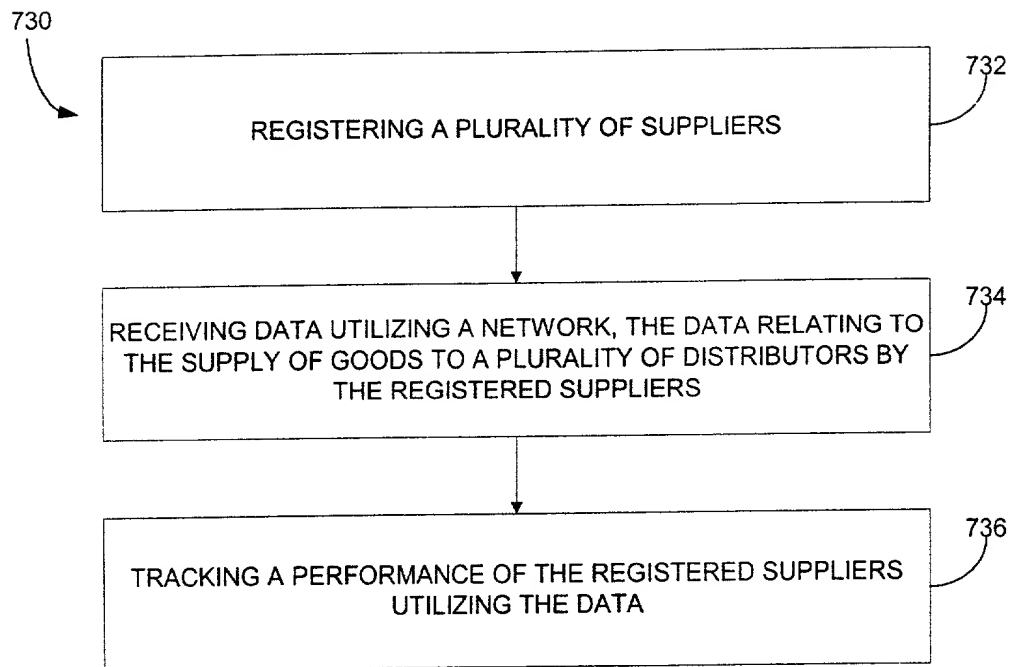 730
732
REGISTERING A PLURALITY OF SUPPLIERS
734
RECEIVING DATA UTILIZING A NETWORK, THE DATA RELATING TO
THE SUPPLY OF GOODS TO A PLURALITY OF DISTRIBUTORS BY
THE REGISTERED SUPPLIERS
736
TRACKING A PERFORMANCE OF THE REGISTERED SUPPLIERS
UTILIZING THE DATA